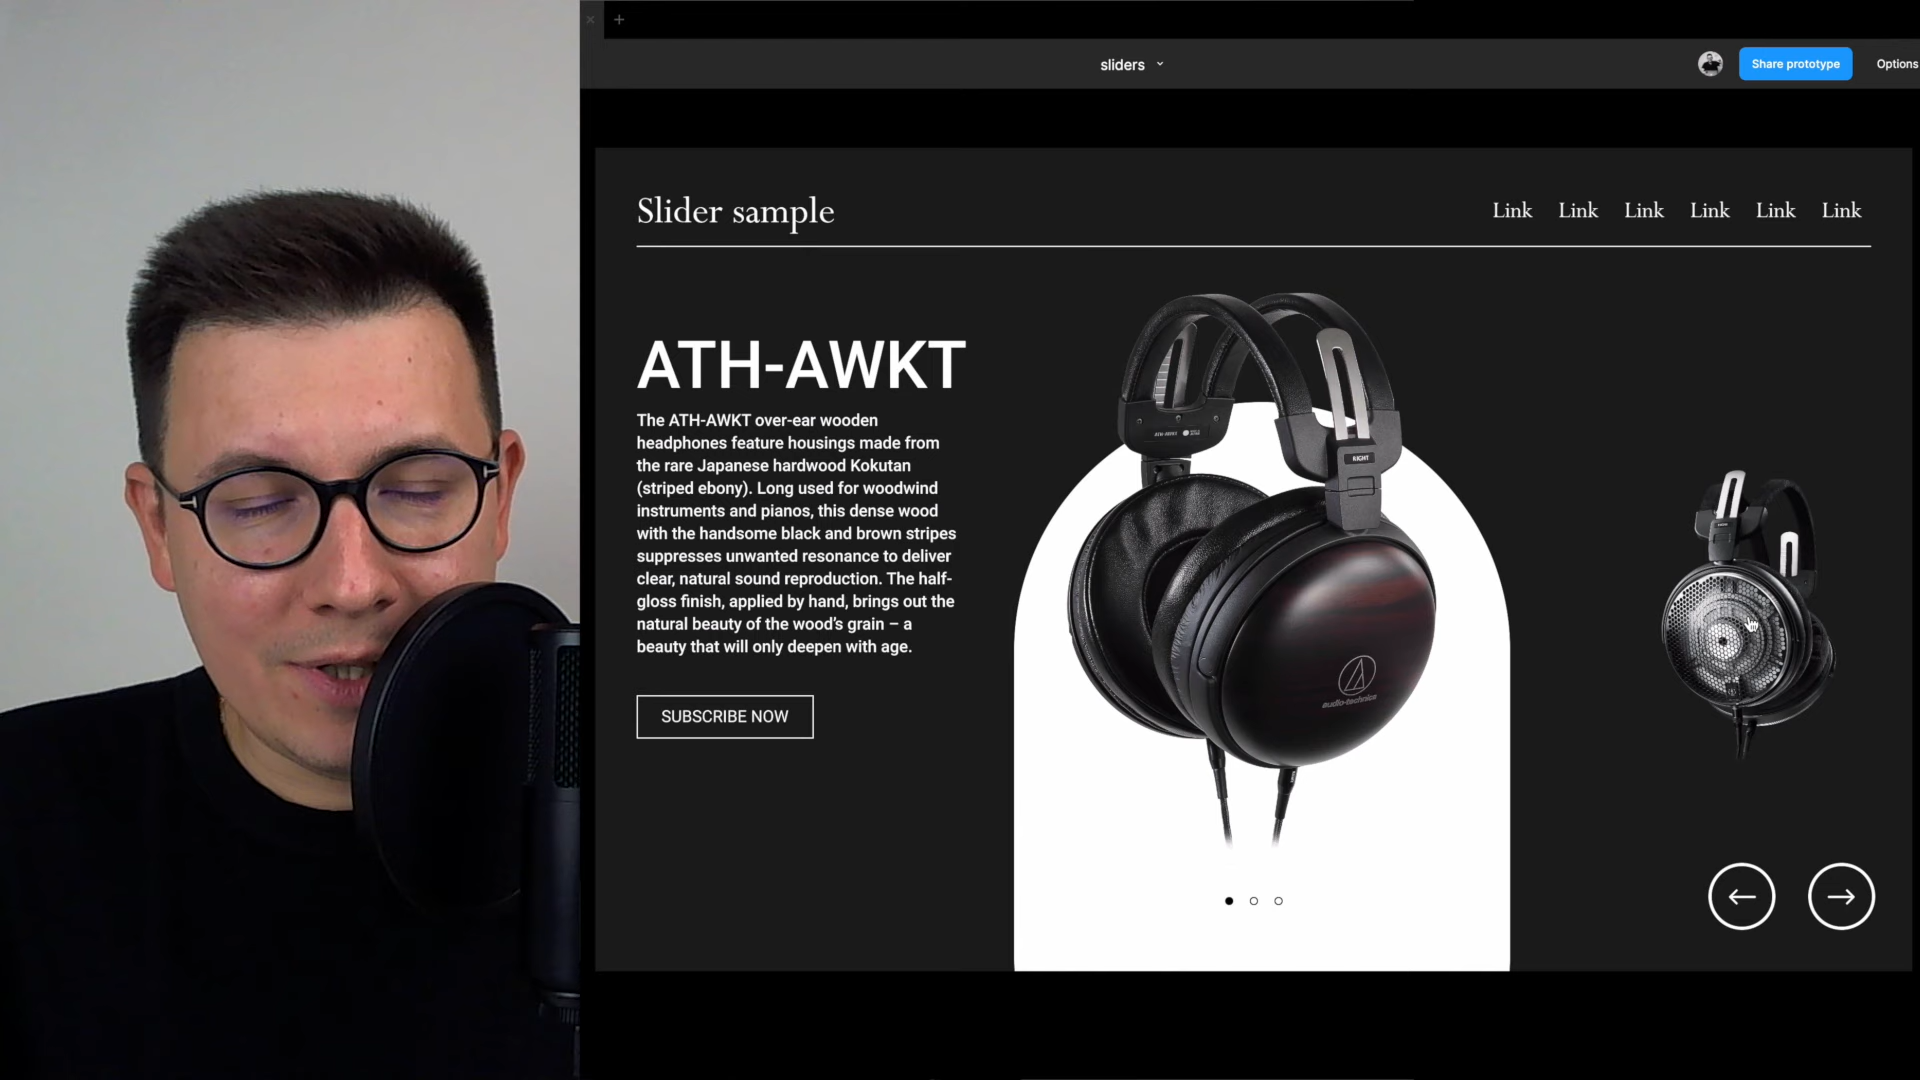 sliders
Share prototype
Options
Slider sample
Link Link Link Link Link Link
ATH-AWKT
The ATH-AWKT over-ear wooden
headphones feature housings made from
the rare Japanese hardwood Kokutan
(striped ebony). Long used for woodwind
instruments and pianos, this dense wood
with the handsome black and brown stripes
suppresses unwanted resonance to deliver
clear, natural sound reproduction. The half-
gloss finish, applied by hand, brings out the
natural beauty of the wood’s grain – a
beauty that will only deepen with age.
SUBSCRIBE NOW
ATH-AWKT
RIGHT
audio-technica